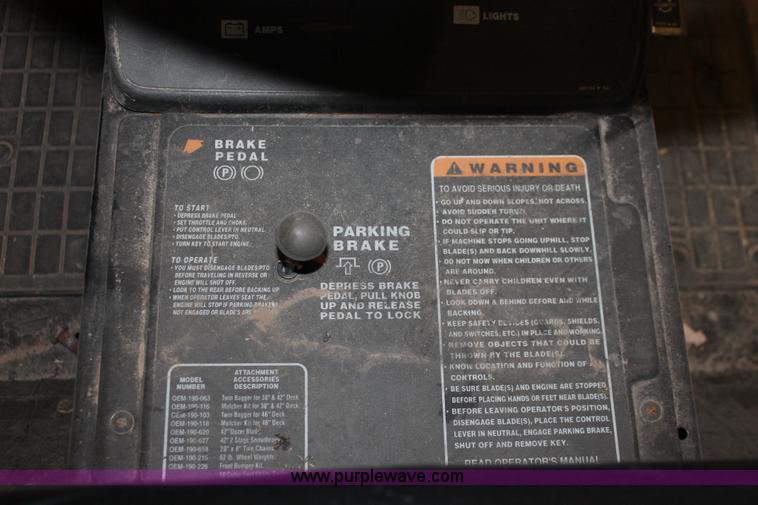 AMPS
LIGHTS
BRAKE
PEDAL
(P)
TO START
- DEPRESS BRAKE PEDAL
- SET THROTTLE AND CHOKE.
- PUT CONTROL LEVER IN NEUTRAL.
- DISENGAGE BLADES/PTO.
- TURN KEY TO START ENGINE.
TO OPERATE
• YOU MUST DISENGAGE BLADES/PTO
BEFORE TRAVELING IN REVERSE OR
ENGINE WILL SHUT OFF.
• LOOK TO THE REAR BEFORE BACKING UP
• WHEN OPERATOR LEAVES SEAT THE
ENGINE WILL STOP IF PARKING BRAKE
NOT ENGAGED OR BLADES ARE
PARKING
BRAKE
(P)
DEPRESS BRAKE
PEDAL, PULL KNOB
UP AND RELEASE
PEDAL TO LOCK
WARNING
TO AVOID SERIOUS INJURY OR DEATH
• GO UP AND DOWN SLOPES, NOT ACROSS.
• AVOID SUDDEN TURNS.
• DO NOT OPERATE THE UNIT WHERE IT
COULD SLIP OR TIP.
• IF MACHINE STOPS GOING UPHILL, STOP
BLADE(S) AND BACK DOWNHILL SLOWLY.
• DO NOT MOW WHEN CHILDREN OR OTHERS
ARE AROUND.
• NEVER CARRY CHILDREN EVEN WITH
BLADES OFF.
• LOOK DOWN & BEHIND BEFORE AND WHILE
BACKING.
• KEEP SAFETY DEVICES (GUARDS, SHIELDS,
AND SWITCHES, ETC.) IN PLACE AND WORKING.
• REMOVE OBJECTS THAT COULD BE
THROWN BY THE BLADE(S).
• KNOW LOCATION AND FUNCTION OF ALL
CONTROLS.
• BE SURE BLADE(S) AND ENGINE ARE STOPPED
BEFORE PLACING HANDS OR FEET NEAR BLADE(S).
• BEFORE LEAVING OPERATOR'S POSITION,
DISENGAGE BLADE(S), PLACE THE CONTROL
LEVER IN NEUTRAL, ENGAGE PARKING BRAKE,
SHUT OFF AND REMOVE KEY.
READ OPERATOR'S MANUAL
MODEL NUMBER ATTACHMENT ACCESSORIES DESCRIPTION
OEM-190-063 Twin Bagger for 38" & 42" Deck
OEM-190-116 Mulcher Kit for 38" & 42" Deck
OEM-190-103 Twin Bagger for 46" Deck
OEM-190-118 Mulcher Kit for 46" Deck
OEM-190-620 42" Dozer Blade
OEM-190-627 42" 2 Stage Snowthrower
OEM-190-658 20" x 8" Tire Chains
OEM-190-215 62 lb. Wheel Weights
OEM-190-226 Front Bumper Kit
www.purplewave.com